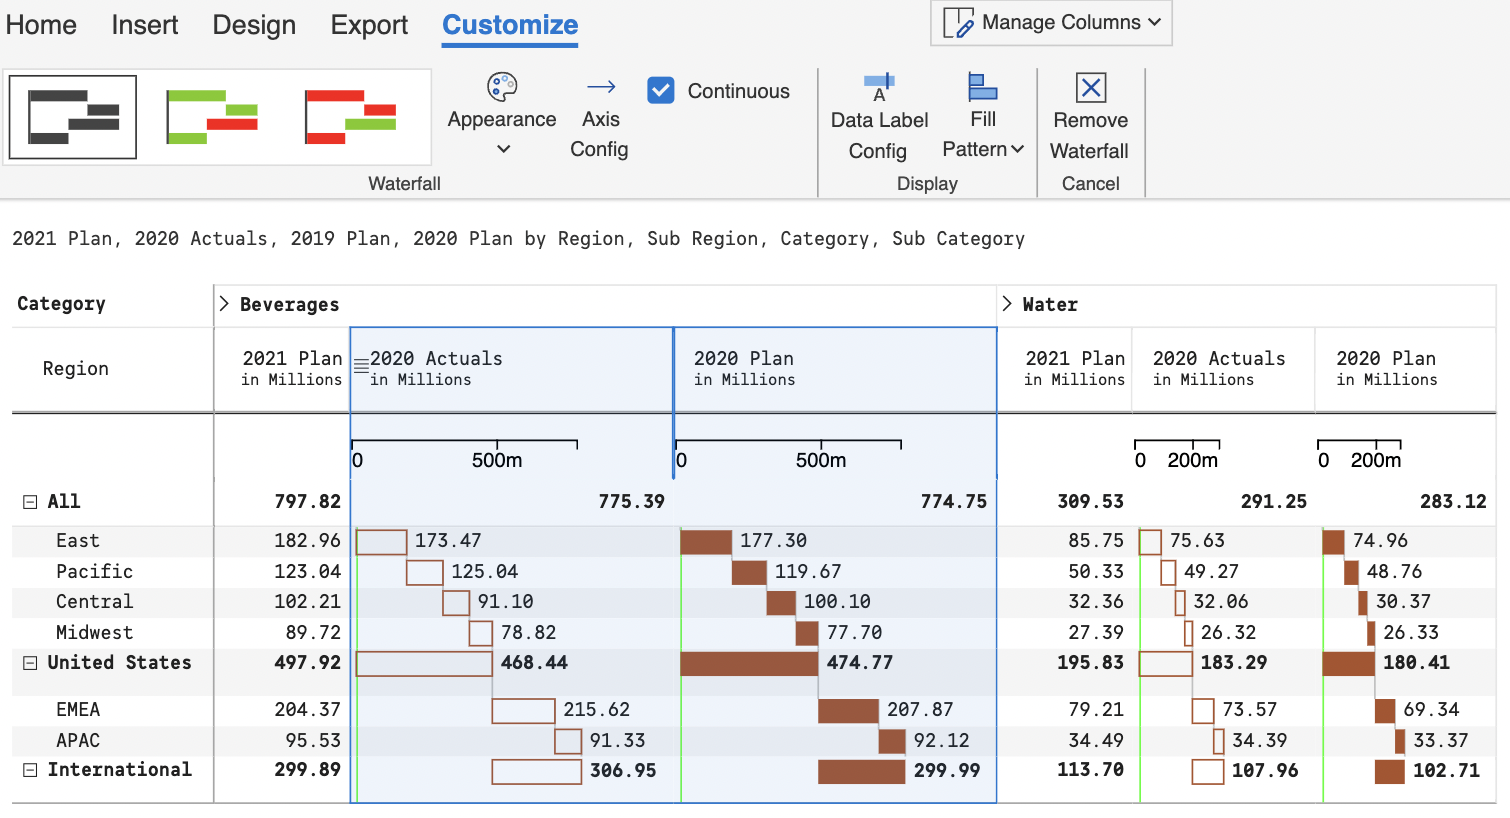 Home Insert Design Export Customize Manage Columns
Appearance Axis Config Continuous Data Label Config Fill Pattern Remove Waterfall
Waterfall Display Cancel
2021 Plan, 2020 Actuals, 2019 Plan, 2020 Plan by Region, Sub Region, Category, Sub Category
Category > Beverages > Water
Region 2021 Plan in Millions 2020 Actuals in Millions 2020 Plan in Millions 2021 Plan in Millions 2020 Actuals in Millions 2020 Plan in Millions
0 500m 0 500m 0 200m 0 200m
All 797.82 775.39 774.75 309.53 291.25 283.12
East 182.96 173.47 177.30 85.75 75.63 74.96
Pacific 123.04 125.04 119.67 50.33 49.27 48.76
Central 102.21 91.10 100.10 32.36 32.06 30.37
Midwest 89.72 78.82 77.70 27.39 26.32 26.33
United States 497.92 468.44 474.77 195.83 183.29 180.41
EMEA 204.37 215.62 207.87 79.21 73.57 69.34
APAC 95.53 91.33 92.12 34.49 34.39 33.37
International 299.89 306.95 299.99 113.70 107.96 102.71